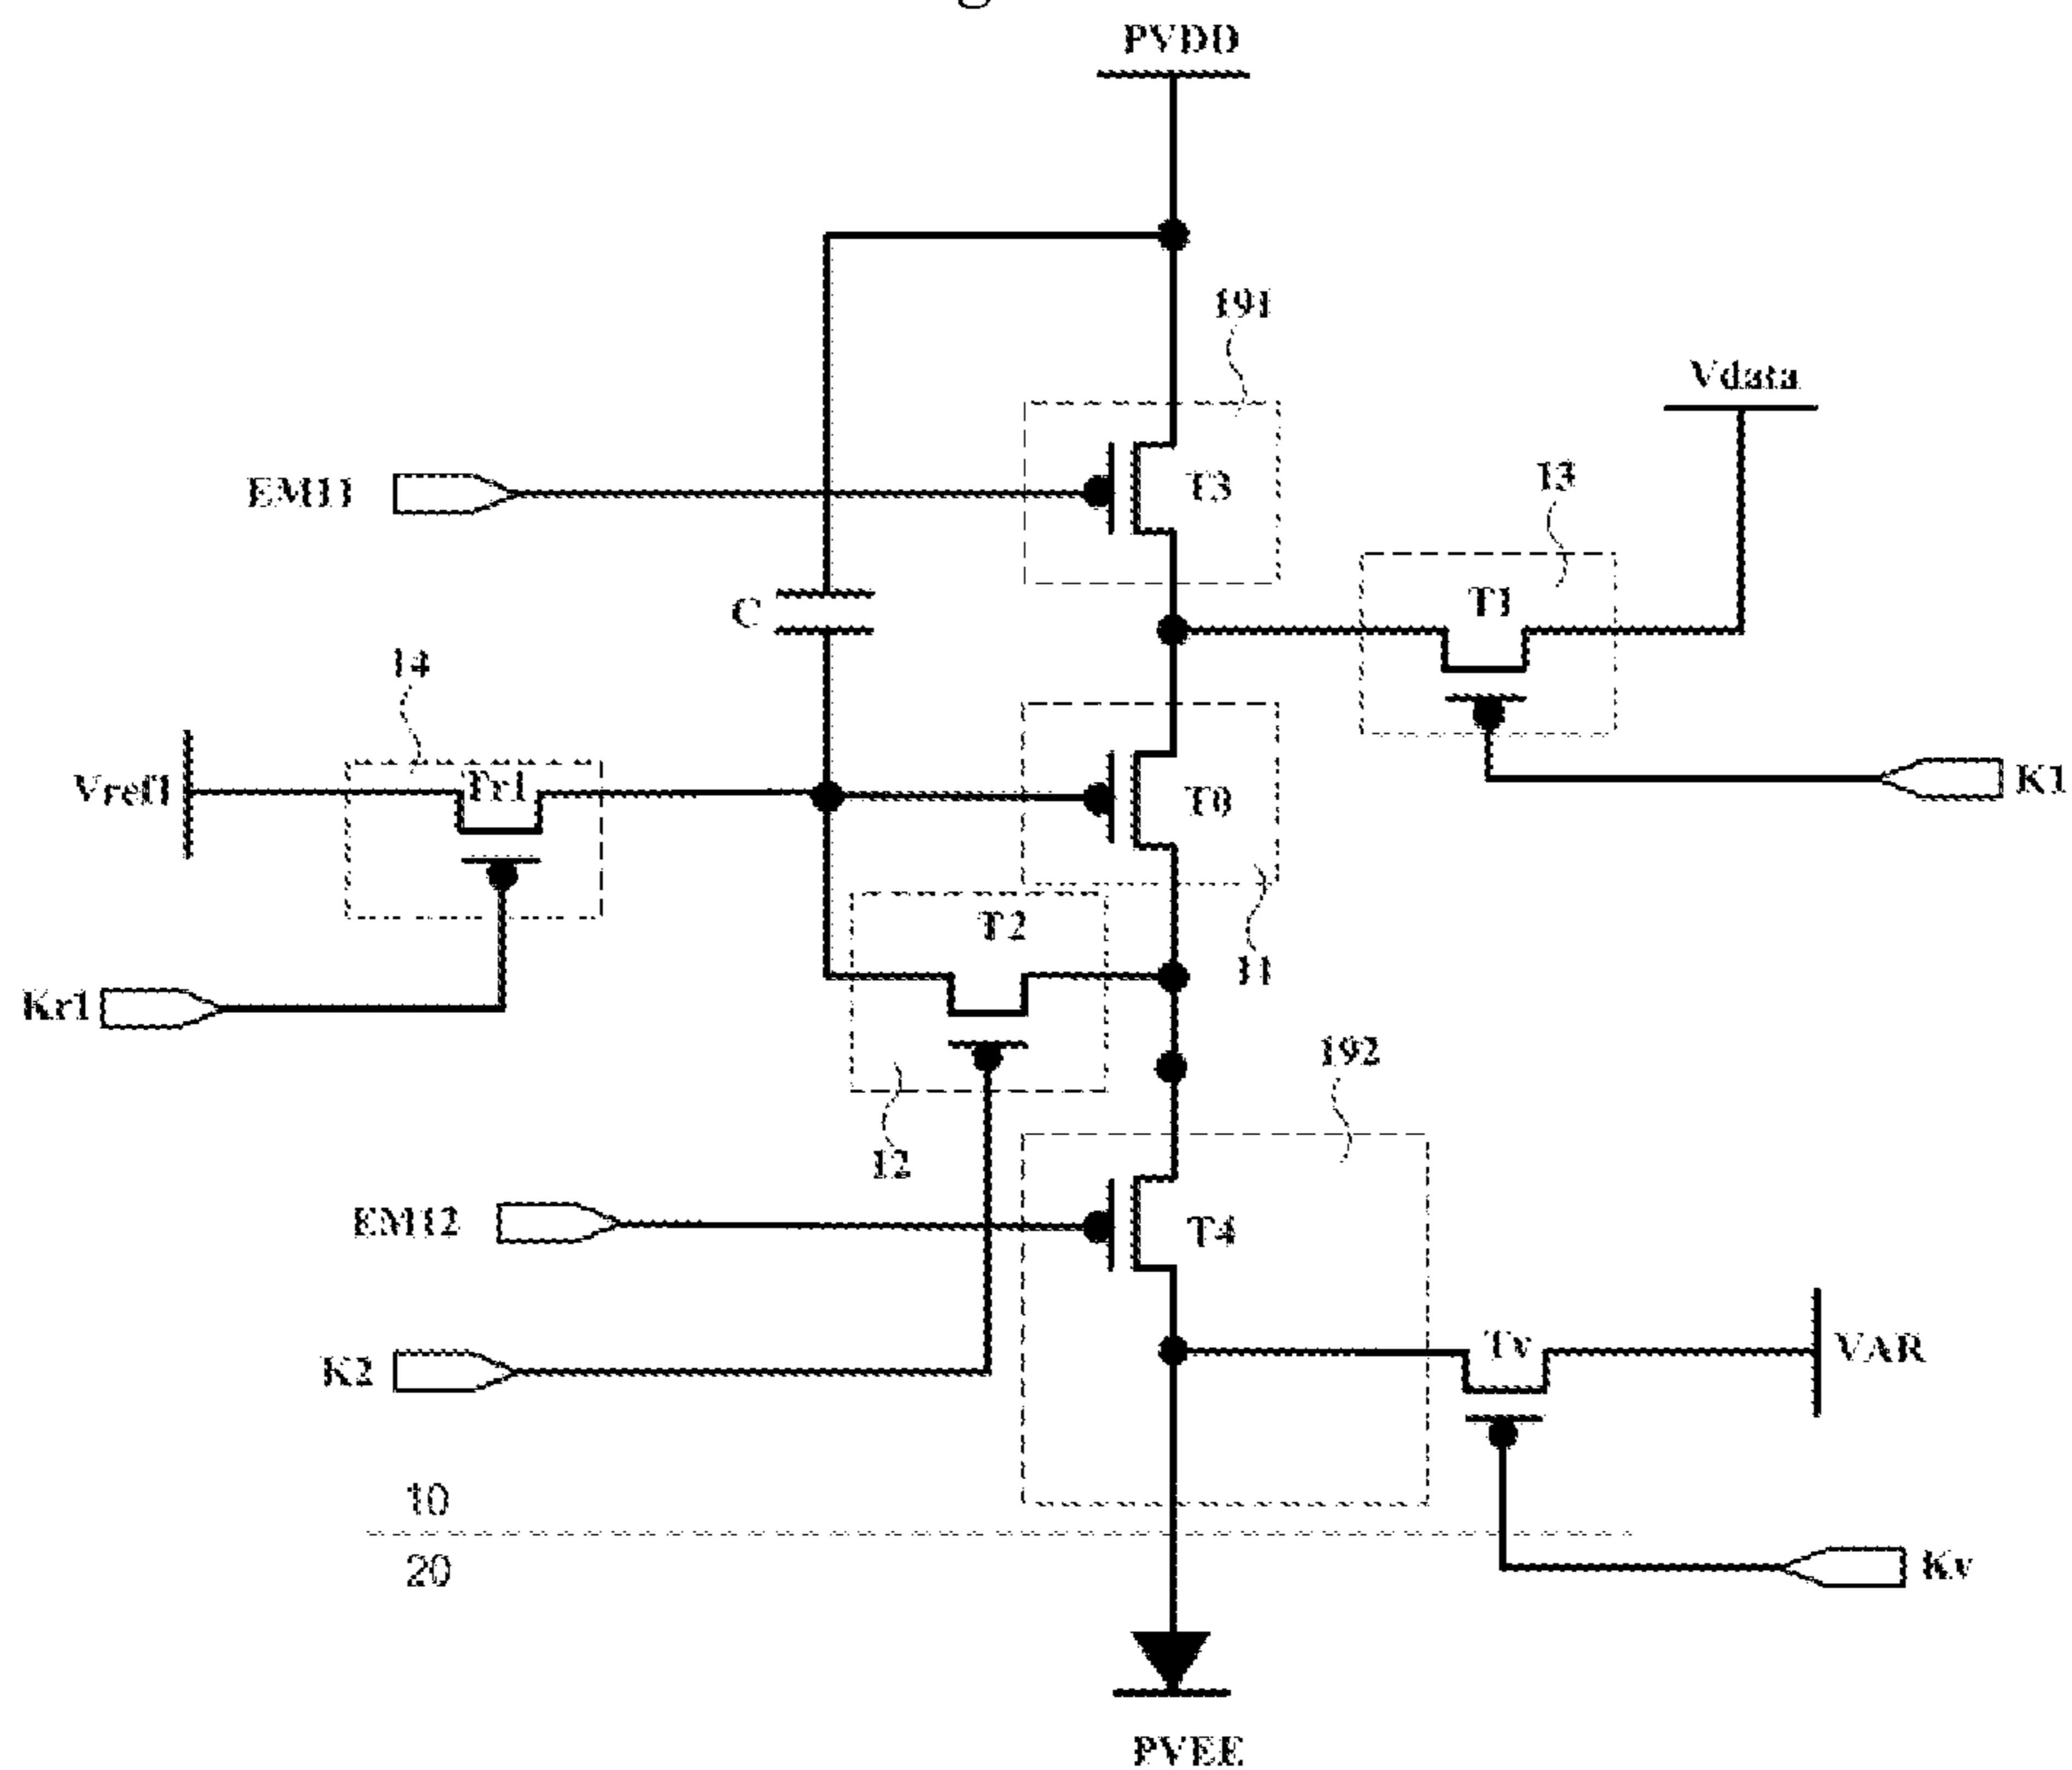 PVDD
191
Vdata
EM11
T3
13
C
T1
14
Vref1
Tr1
T0
K1
T2
Kr1
11
192
12
EM12
T4
K2
Tv
VAR
10
20
Kv
PVEE